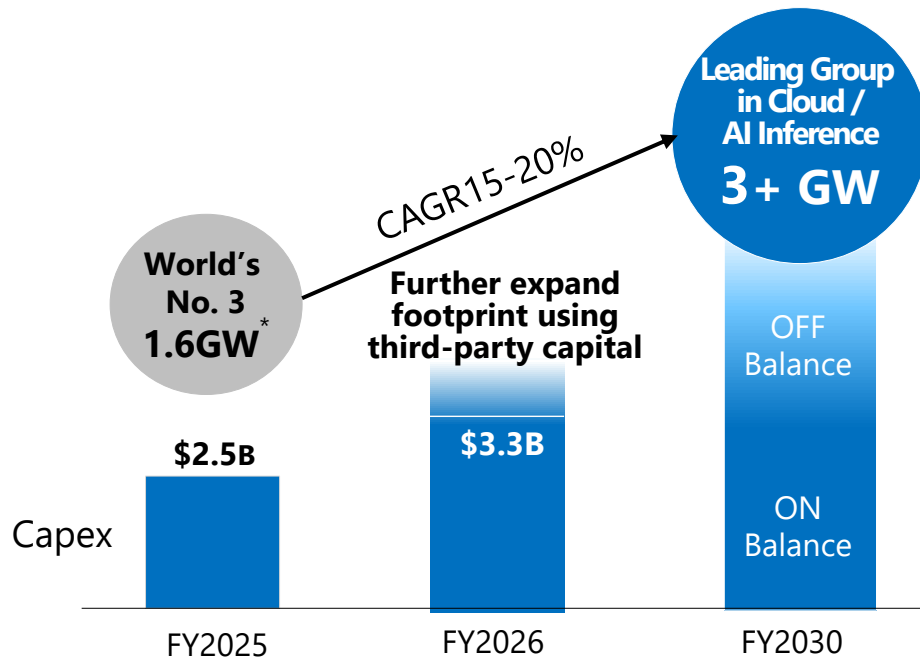 Leading Group
in Cloud /
AI Inference
3+ GW
CAGR15-20%
World's
No. 3
1.6GW*
Further expand
footprint using
third-party capital
OFF
Balance
$2.5B
$3.3B
ON
Balance
Capex
FY2025
FY2026
FY2030